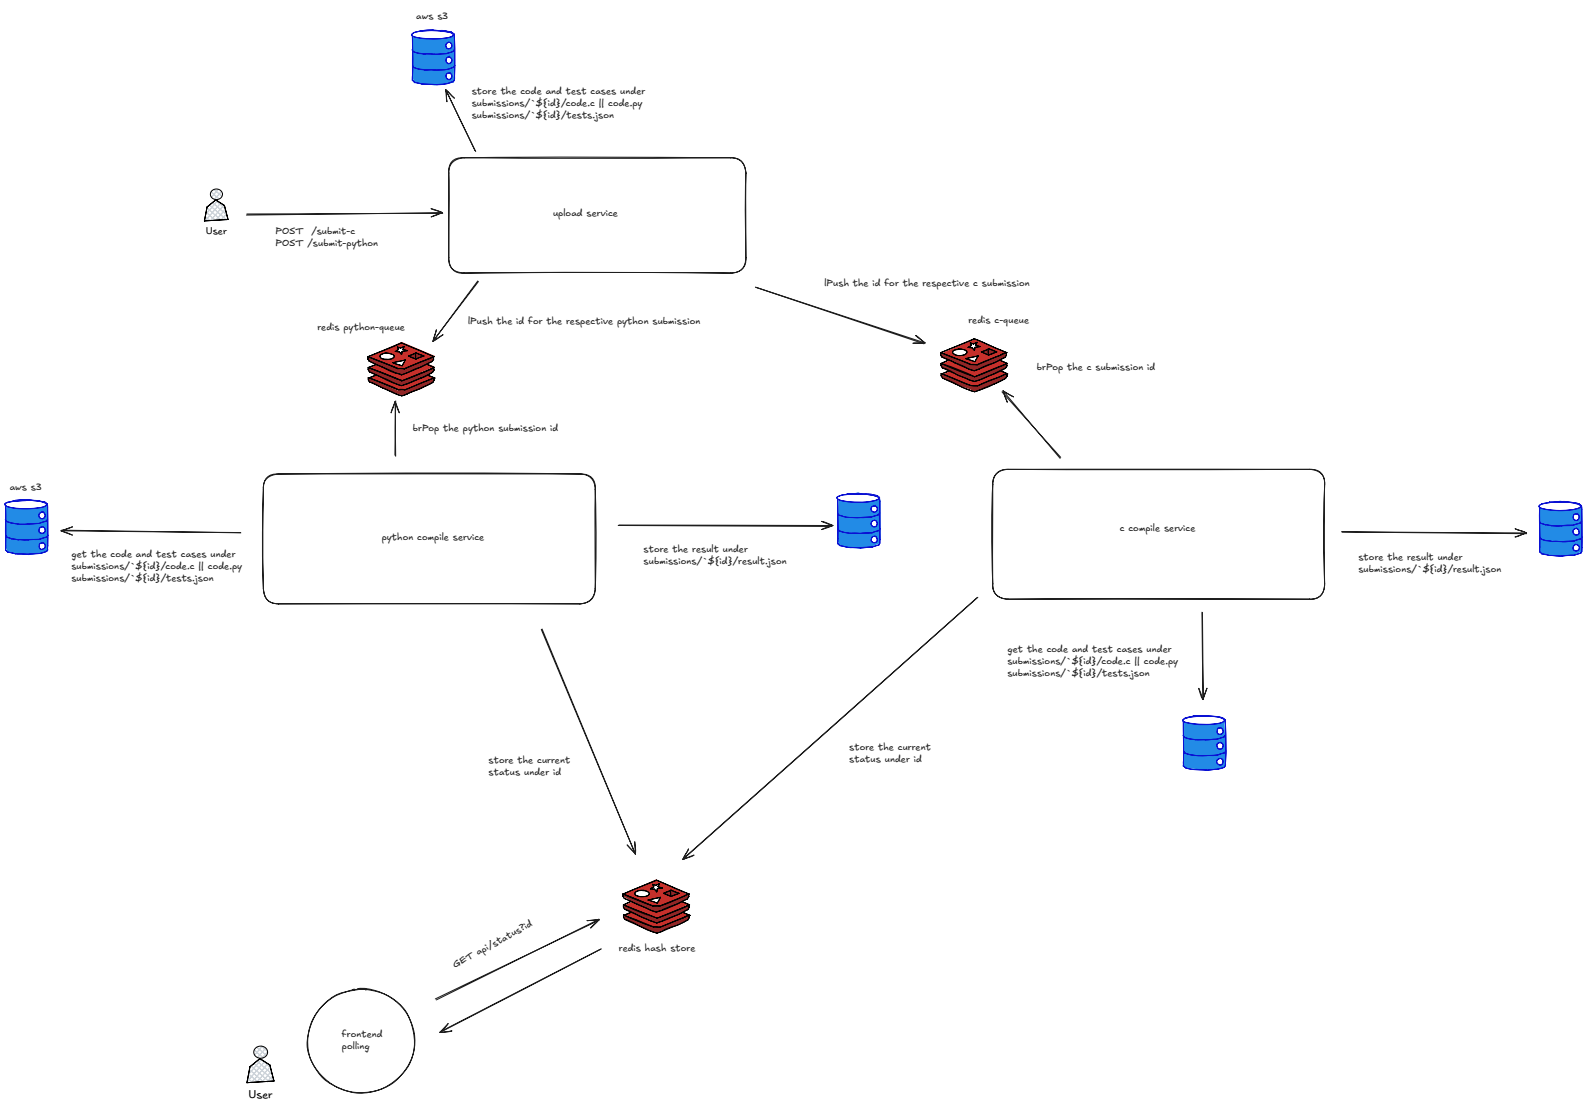 aws s3
store the code and test cases under
submissions/`${id}/code.c || code.py
submissions/`${id}/tests.json
upload service
User
POST  /submit-c
POST /submit-python
lPush the id for the respective c submission
lPush the id for the respective python submission
redis python-queue
redis c-queue
brPop the c submission id
brPop the python submission id
aws s3
get the code and test cases under
submissions/`${id}/code.c || code.py
submissions/`${id}/tests.json
python compile service
store the result under
submissions/`${id}/result.json
c compile service
store the result under
submissions/`${id}/result.json
get the code and test cases under
submissions/`${id}/code.c || code.py
submissions/`${id}/tests.json
store the current
status under id
store the current
status under id
GET api/status?id
redis hash store
frontend
polling
User